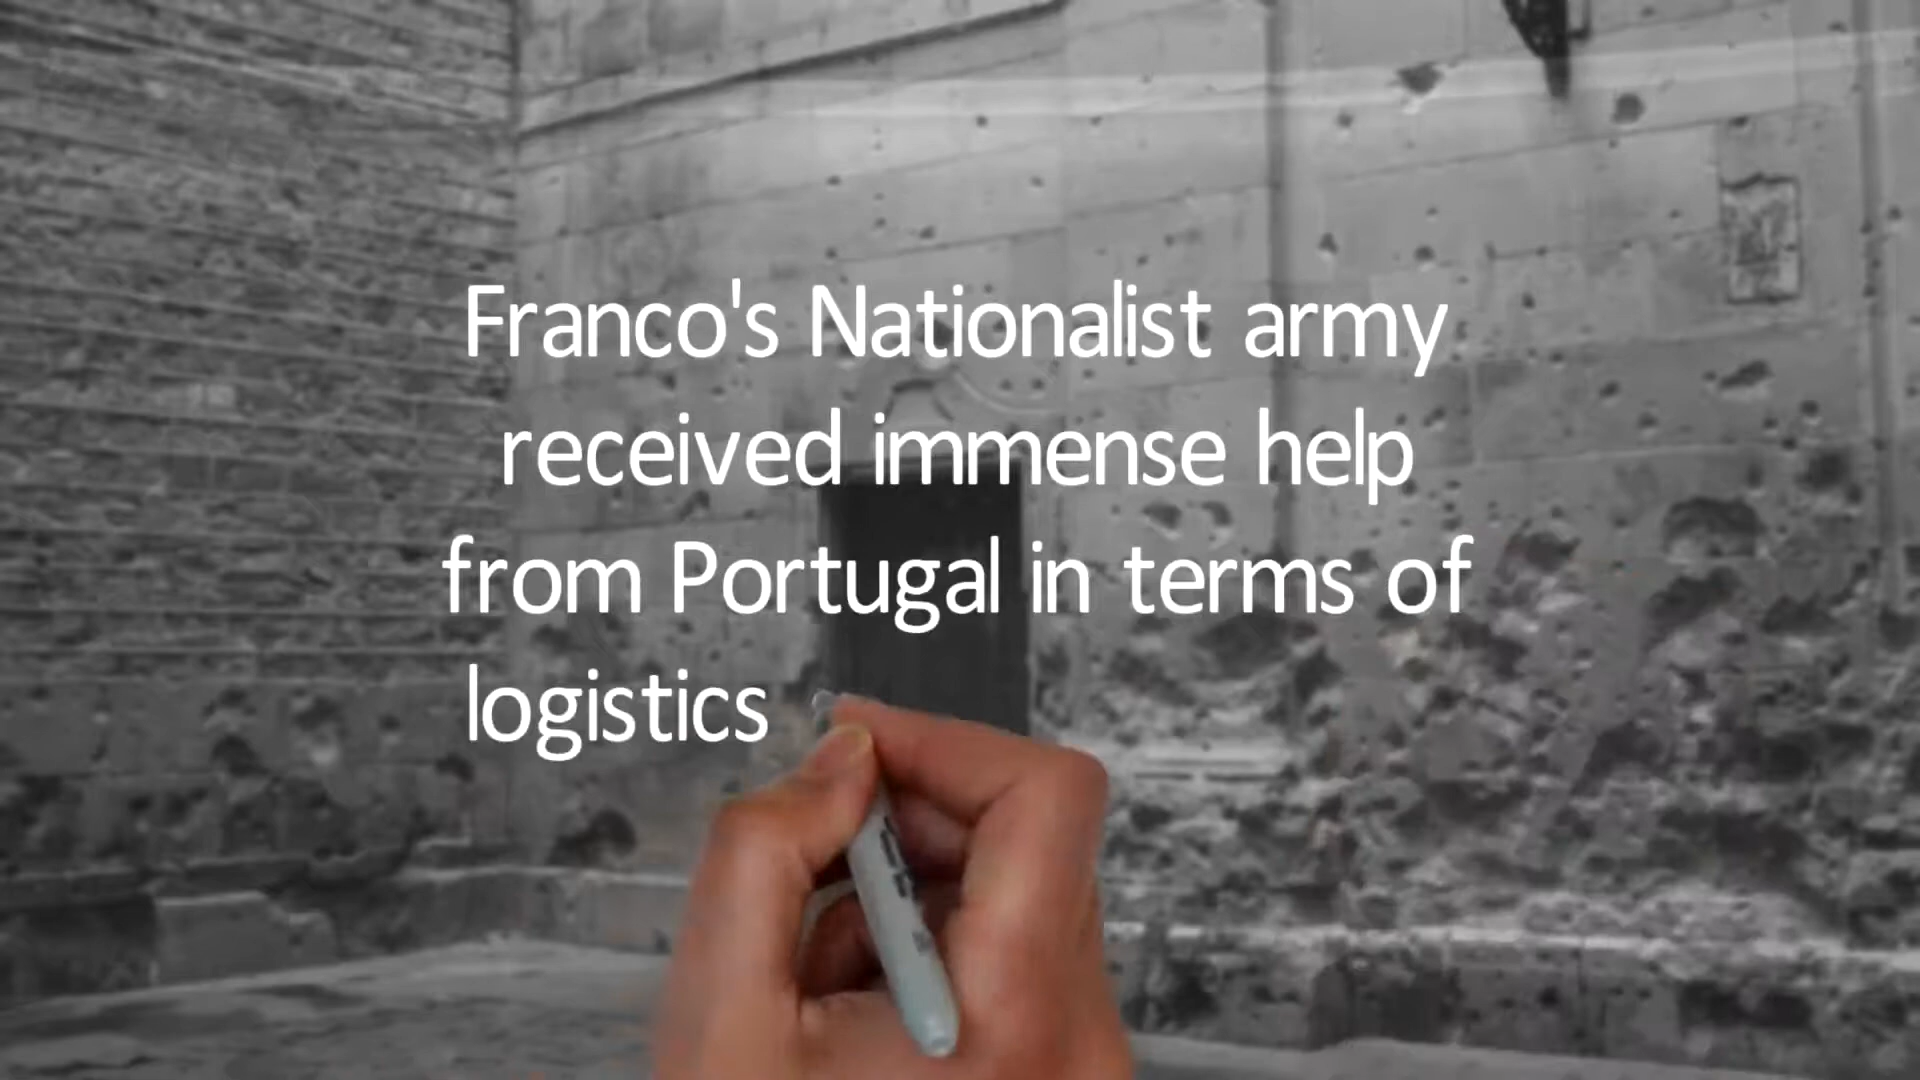 Franco's Nationalist army
received immense help
from Portugal in terms of
logistics